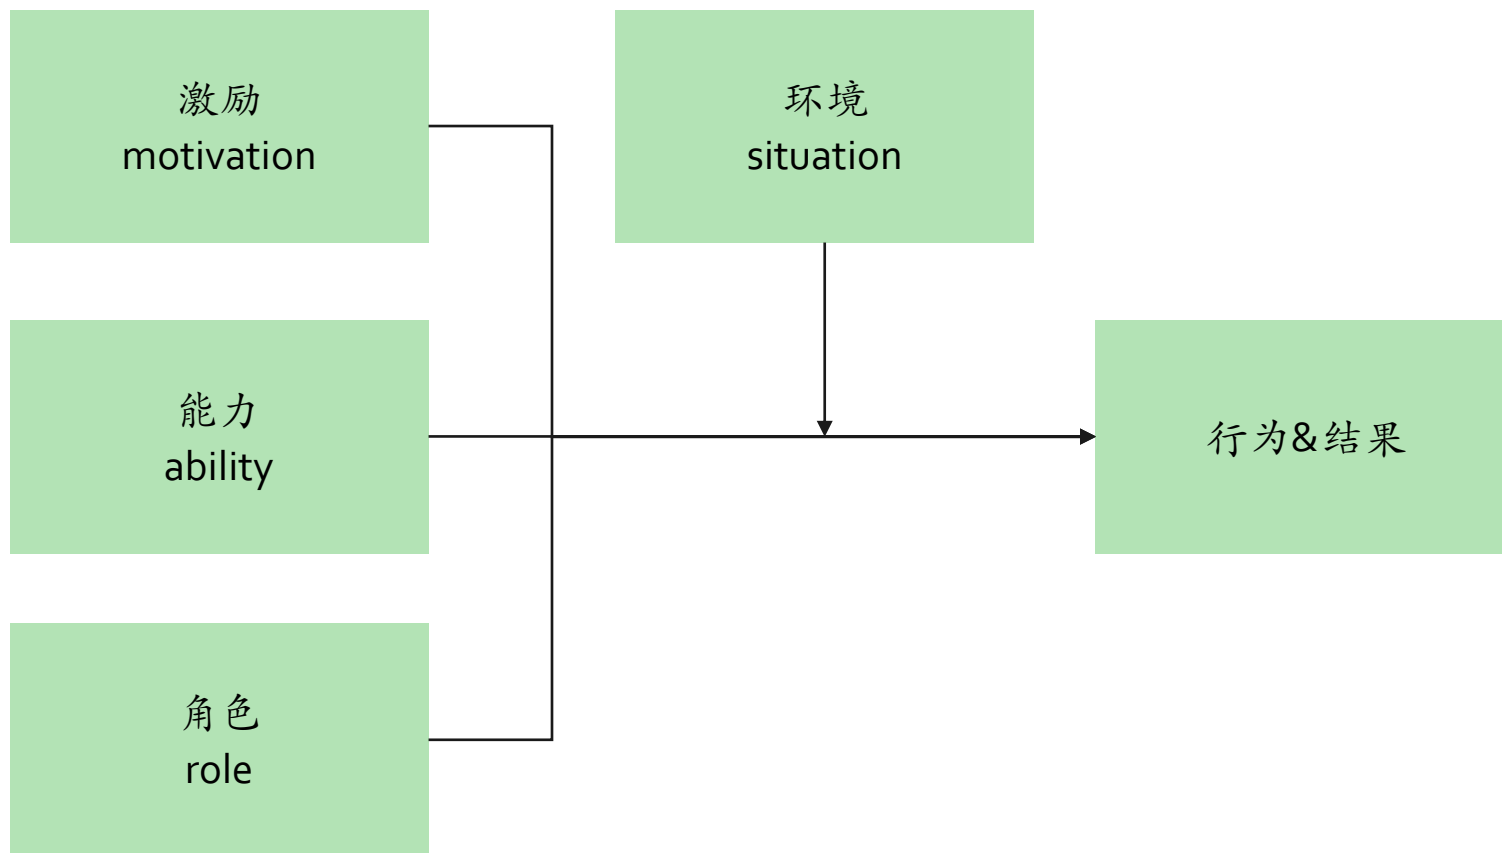 激励
motivation
环境
situation
能力
ability
行为&结果
角色
role